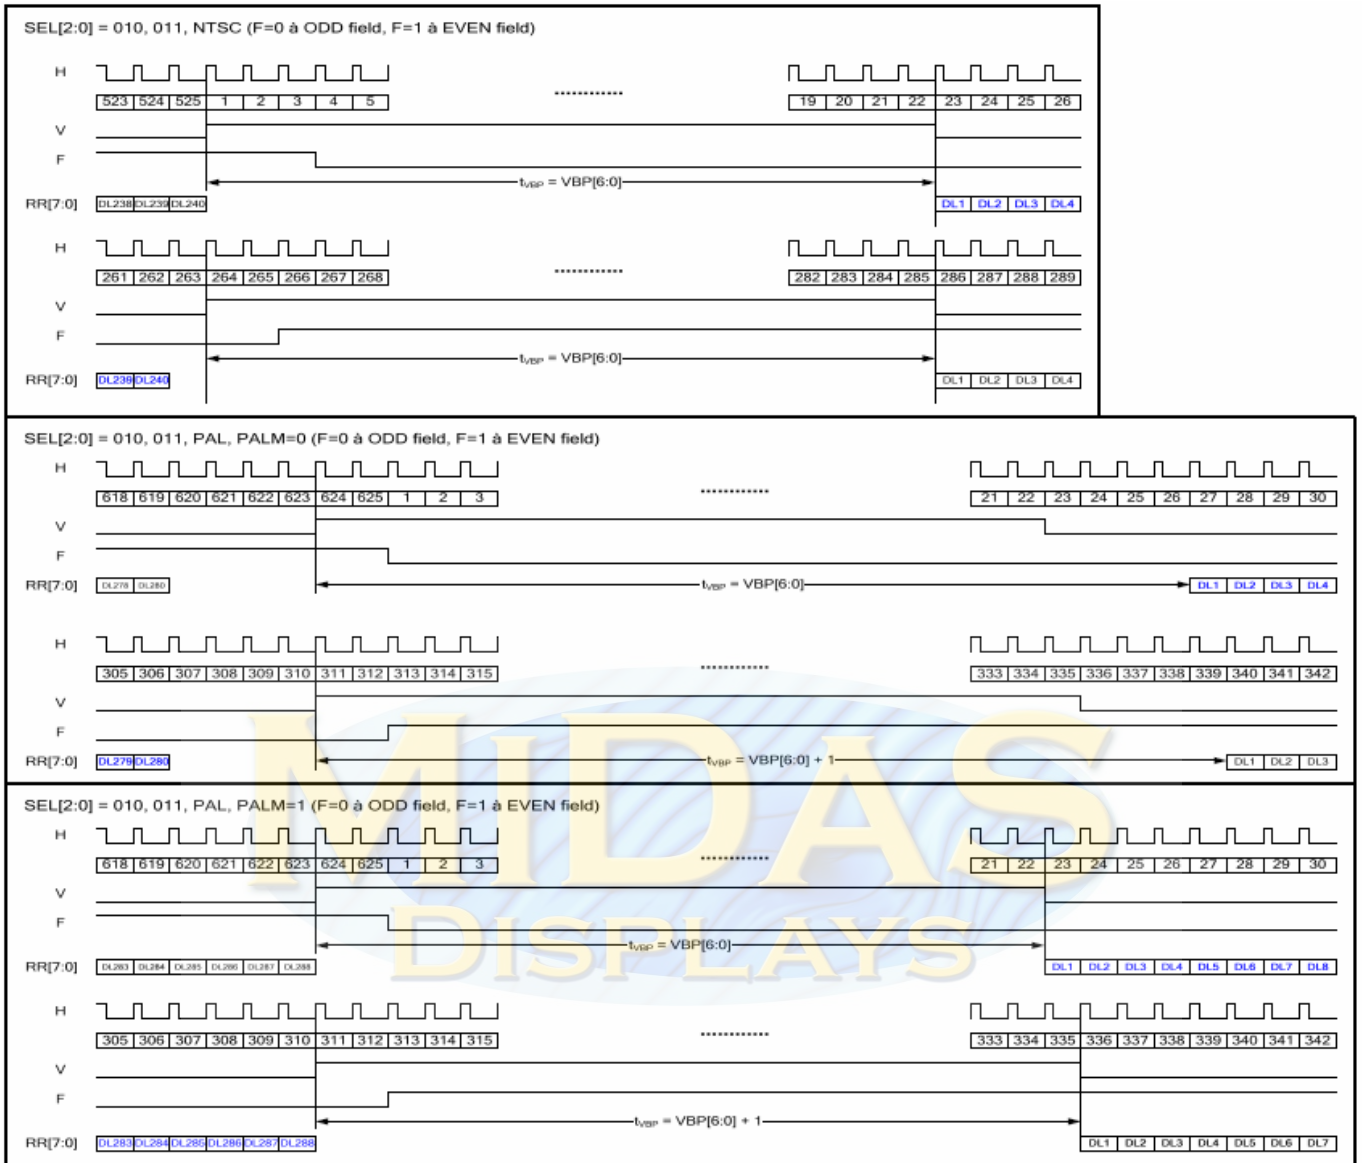 SEL[2:0] = 010, 011, NTSC (F=0 à ODD field, F=1 à EVEN field)
H
523 524 525 1 2 3 4 5 ............ 19 20 21 22 23 24 25 26
V
F
tVBP = VBP[6:0]
RR[7:0] DL238 DL239 DL240 DL1 DL2 DL3 DL4
H
261 262 263 264 265 266 267 268 ............ 282 283 284 285 286 287 288 289
V
F
tVBP = VBP[6:0]
RR[7:0] DL239 DL240 DL1 DL2 DL3 DL4
SEL[2:0] = 010, 011, PAL, PALM=0 (F=0 à ODD field, F=1 à EVEN field)
H
618 619 620 621 622 623 624 625 1 2 3 ............ 21 22 23 24 25 26 27 28 29 30
V
F
RR[7:0] DL278 DL280 tVBP = VBP[6:0] DL1 DL2 DL3 DL4
H
305 306 307 308 309 310 311 312 313 314 315 ............ 333 334 335 336 337 338 339 340 341 342
V
F
RR[7:0] DL279 DL280 tVBP = VBP[6:0] + 1 DL1 DL2 DL3
SEL[2:0] = 010, 011, PAL, PALM=1 (F=0 à ODD field, F=1 à EVEN field)
H
618 619 620 621 622 623 624 625 1 2 3 ............ 21 22 23 24 25 26 27 28 29 30
V
F
tVBP = VBP[6:0]
RR[7:0] DL283 DL284 DL285 DL286 DL287 DL288 DL1 DL2 DL3 DL4 DL5 DL6 DL7 DL8
H
305 306 307 308 309 310 311 312 313 314 315 ............ 333 334 335 336 337 338 339 340 341 342
V
F
tVBP = VBP[6:0] + 1
RR[7:0] DL283 DL284 DL285 DL286 DL287 DL288 DL1 DL2 DL3 DL4 DL5 DL6 DL7
MIDAS
DISPLAYS